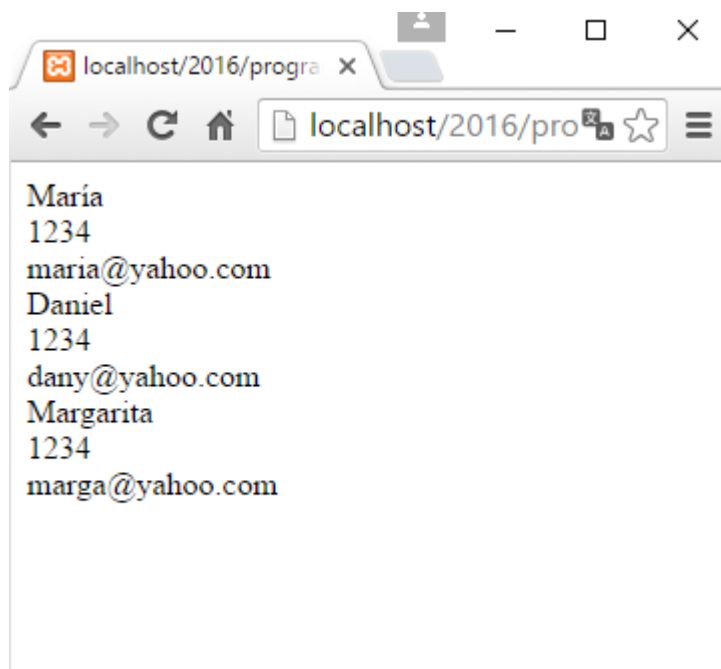 localhost/2016/progra
localhost/2016/pro
María
1234
maria@yahoo.com
Daniel
1234
dany@yahoo.com
Margarita
1234
marga@yahoo.com